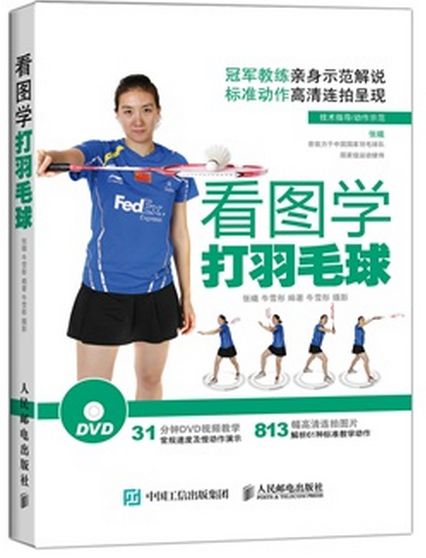 看图学
打羽毛球
张曦 牛雪彤 编著 牛雪彤 摄影
人民邮电出版社
冠军教练亲身示范解说
标准动作高清连拍呈现
技术指导/动作示范
张曦
曾效力于中国国家羽毛球队
国家级运动健将
FedEx
Express
看图学
打羽毛球
张曦 牛雪彤 编著 牛雪彤 摄影
DVD
31 分钟DVD视频教学
常规速度及慢动作演示
813 幅高清连拍图片
解析61种标准教学动作
中国工信出版集团
人民邮电出版社